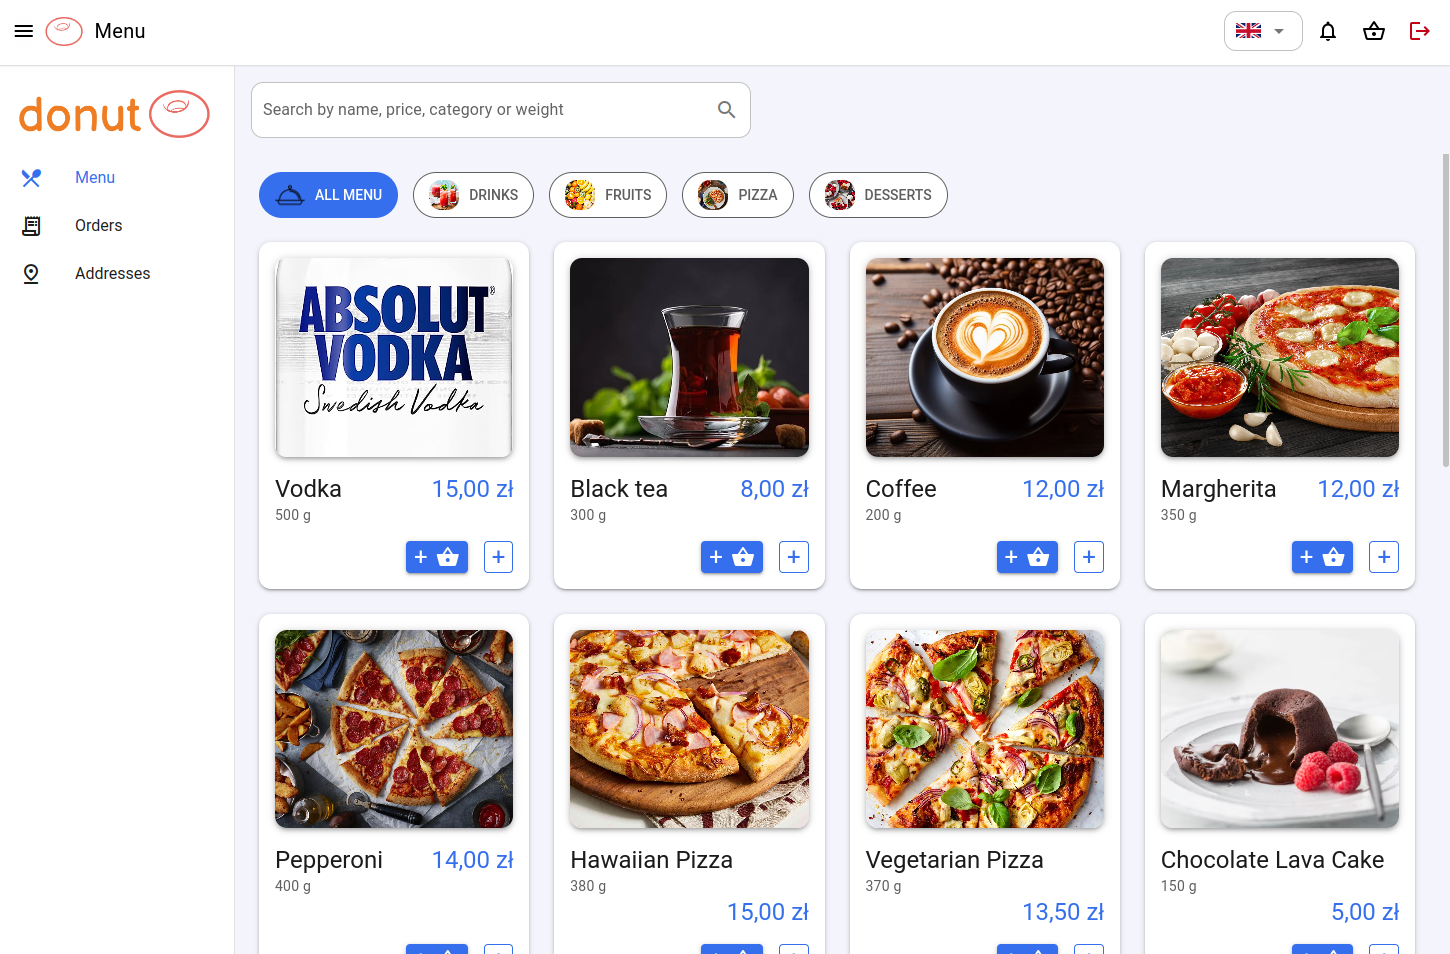 Menu
donut
Search by name, price, category or weight
Menu
Orders
Addresses
ALL MENU
DRINKS
FRUITS
PIZZA
DESSERTS
ABSOLUT®
VODKA
Swedish Vodka
Vodka 15,00 zł
500 g
+
+
Black tea 8,00 zł
300 g
+
+
Coffee 12,00 zł
200 g
+
+
Margherita 12,00 zł
350 g
+
+
Pepperoni 14,00 zł
400 g
Hawaiian Pizza
380 g
15,00 zł
Vegetarian Pizza
370 g
13,50 zł
Chocolate Lava Cake
150 g
5,00 zł